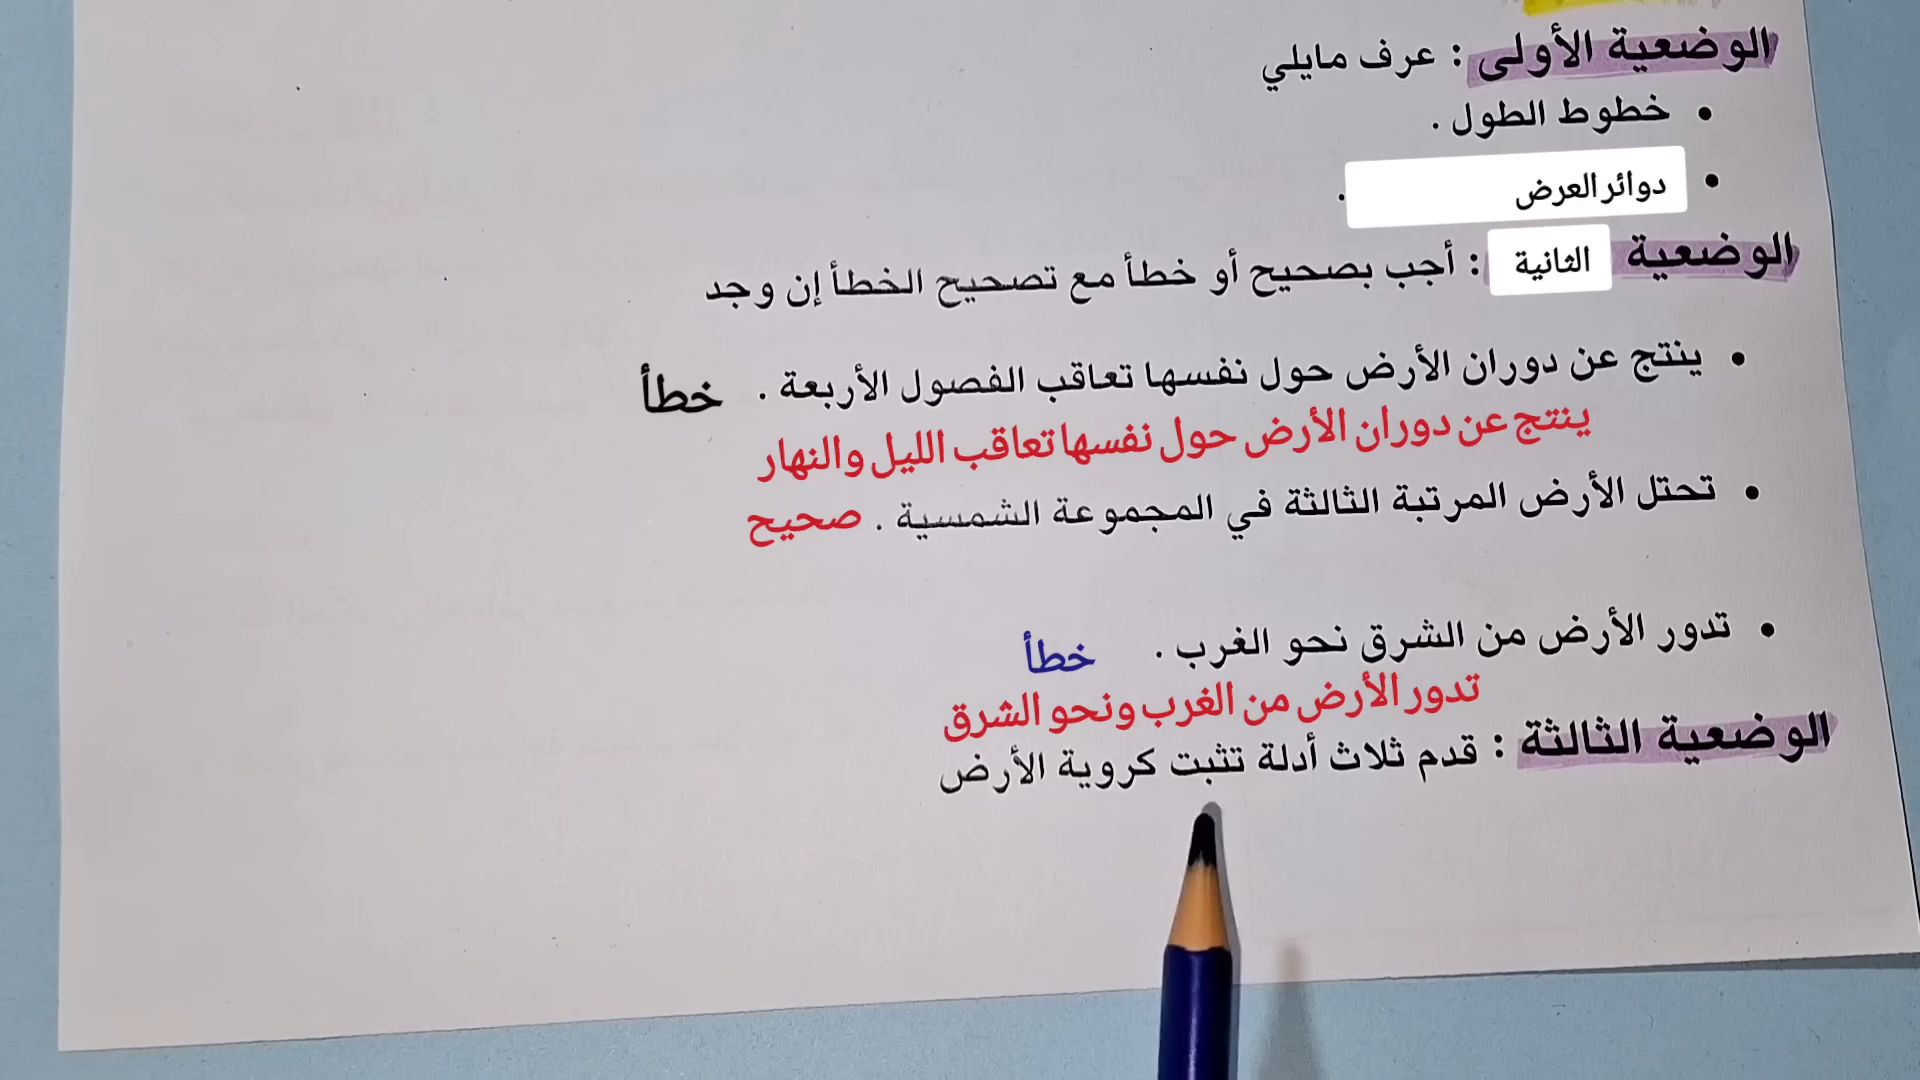 الوضعية الأولى : عرف مايلي
• خطوط الطول .
• دوائر العرض .
الوضعية الثانية : أجب بصحيح أو خطأ مع تصحيح الخطأ إن وجد
• ينتج عن دوران الأرض حول نفسها تعاقب الفصول الأربعة . خطأ
ينتج عن دوران الأرض حول نفسها تعاقب الليل والنهار
• تحتل الأرض المرتبة الثالثة في المجموعة الشمسية . صحيح
• تدور الأرض من الشرق نحو الغرب . خطأ
تدور الأرض من الغرب ونحو الشرق
الوضعية الثالثة : قدم ثلاث أدلة تثبت كروية الأرض